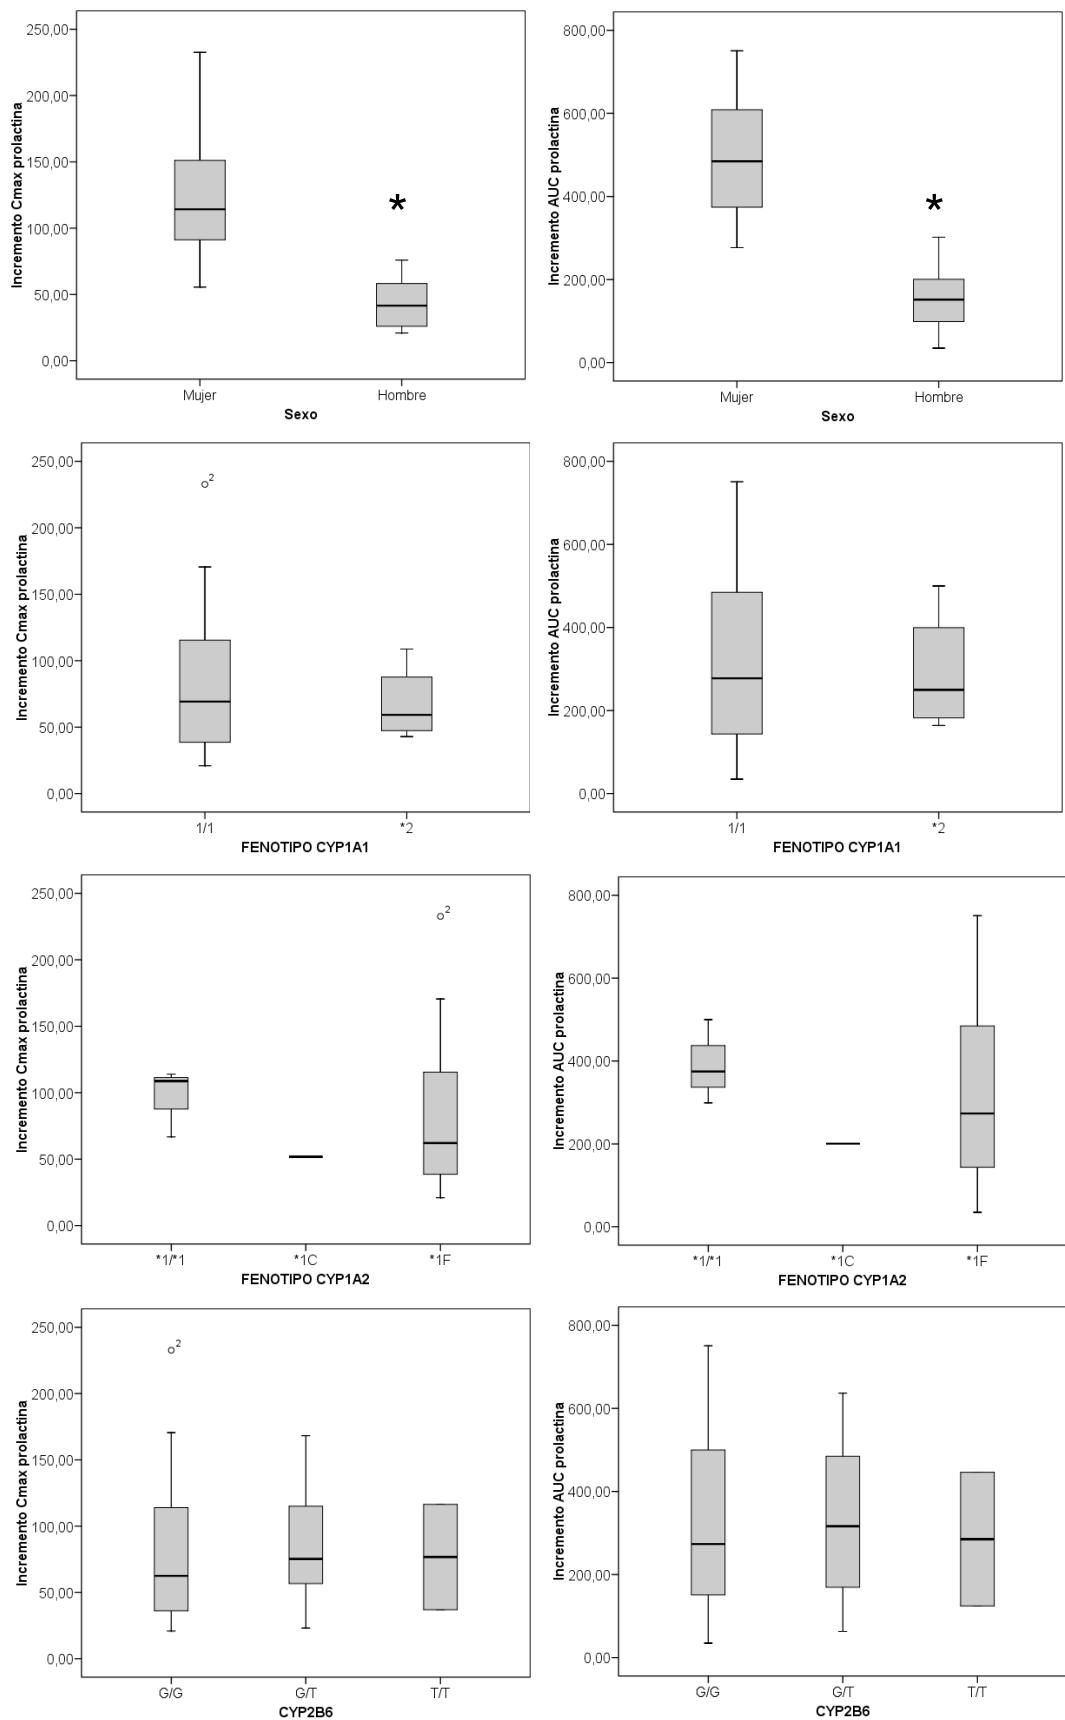 Incremento Cmax prolactina
250,00
200,00
150,00
100,00
50,00
0,00
*
Mujer Hombre
Sexo
Incremento AUC prolactina
800,00
600,00
400,00
200,00
0,00
*
Mujer Hombre
Sexo
Incremento Cmax prolactina
250,00
200,00
150,00
100,00
50,00
0,00
2
1/1 *2
FENOTIPO CYP1A1
Incremento AUC prolactina
800,00
600,00
400,00
200,00
0,00
1/1 *2
FENOTIPO CYP1A1
Incremento Cmax prolactina
250,00
200,00
150,00
100,00
50,00
0,00
2
*1/*1 *1C *1F
FENOTIPO CYP1A2
Incremento AUC prolactina
800,00
600,00
400,00
200,00
0,00
*1/*1 *1C *1F
FENOTIPO CYP1A2
Incremento Cmax prolactina
250,00
200,00
150,00
100,00
50,00
0,00
2
G/G G/T T/T
CYP2B6
Incremento AUC prolactina
800,00
600,00
400,00
200,00
0,00
G/G G/T T/T
CYP2B6